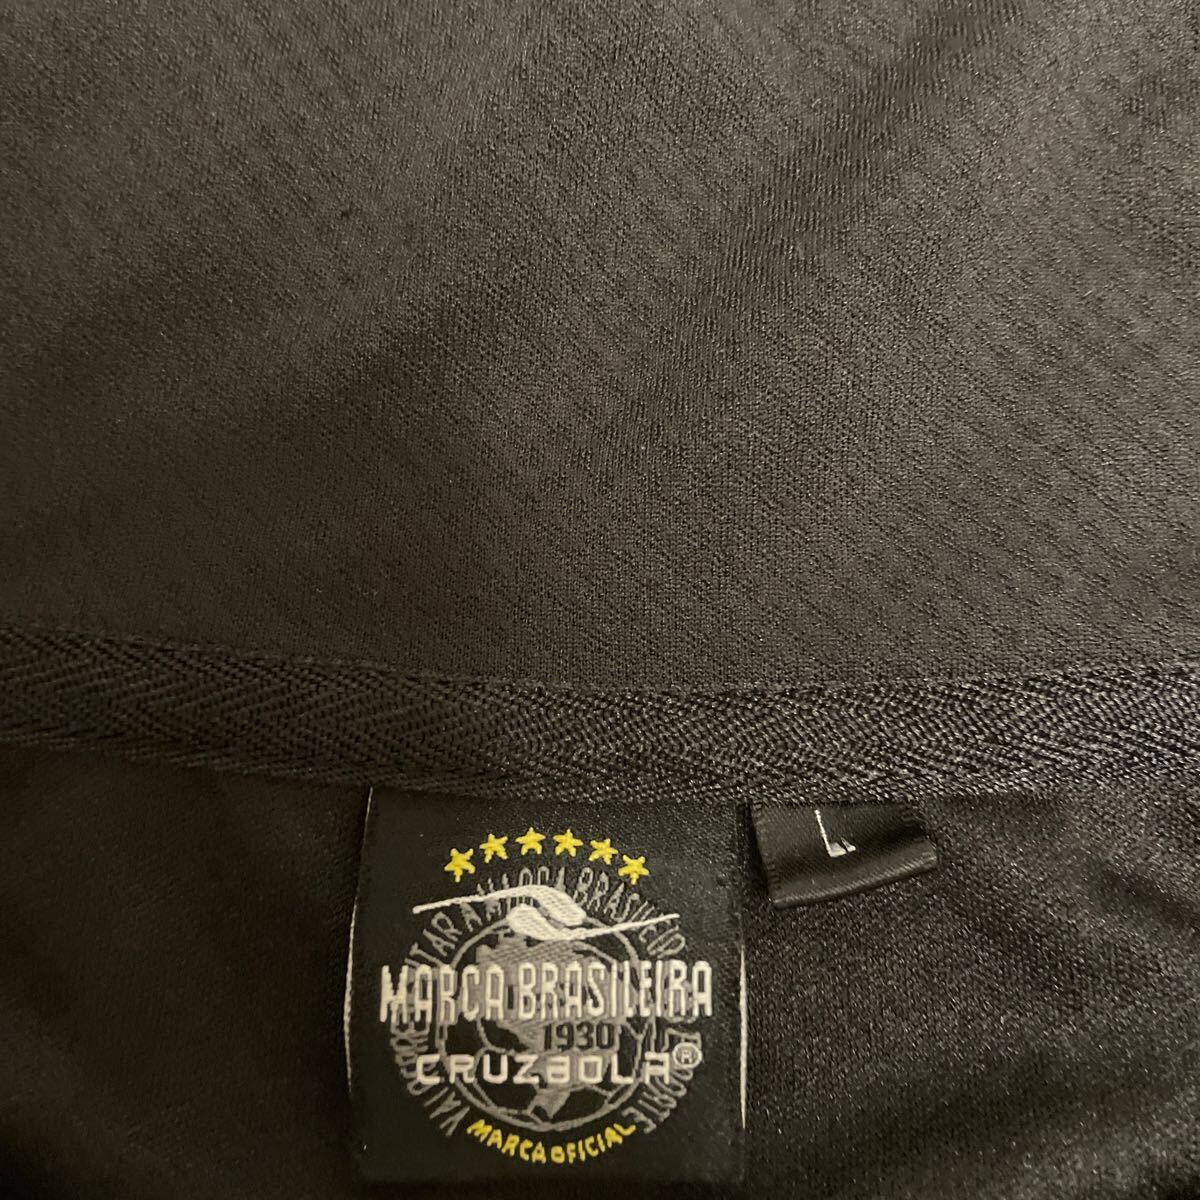 MARCA BRASILEIRA
1930
CRUZBOLA®
MARCA OFICIAL
L